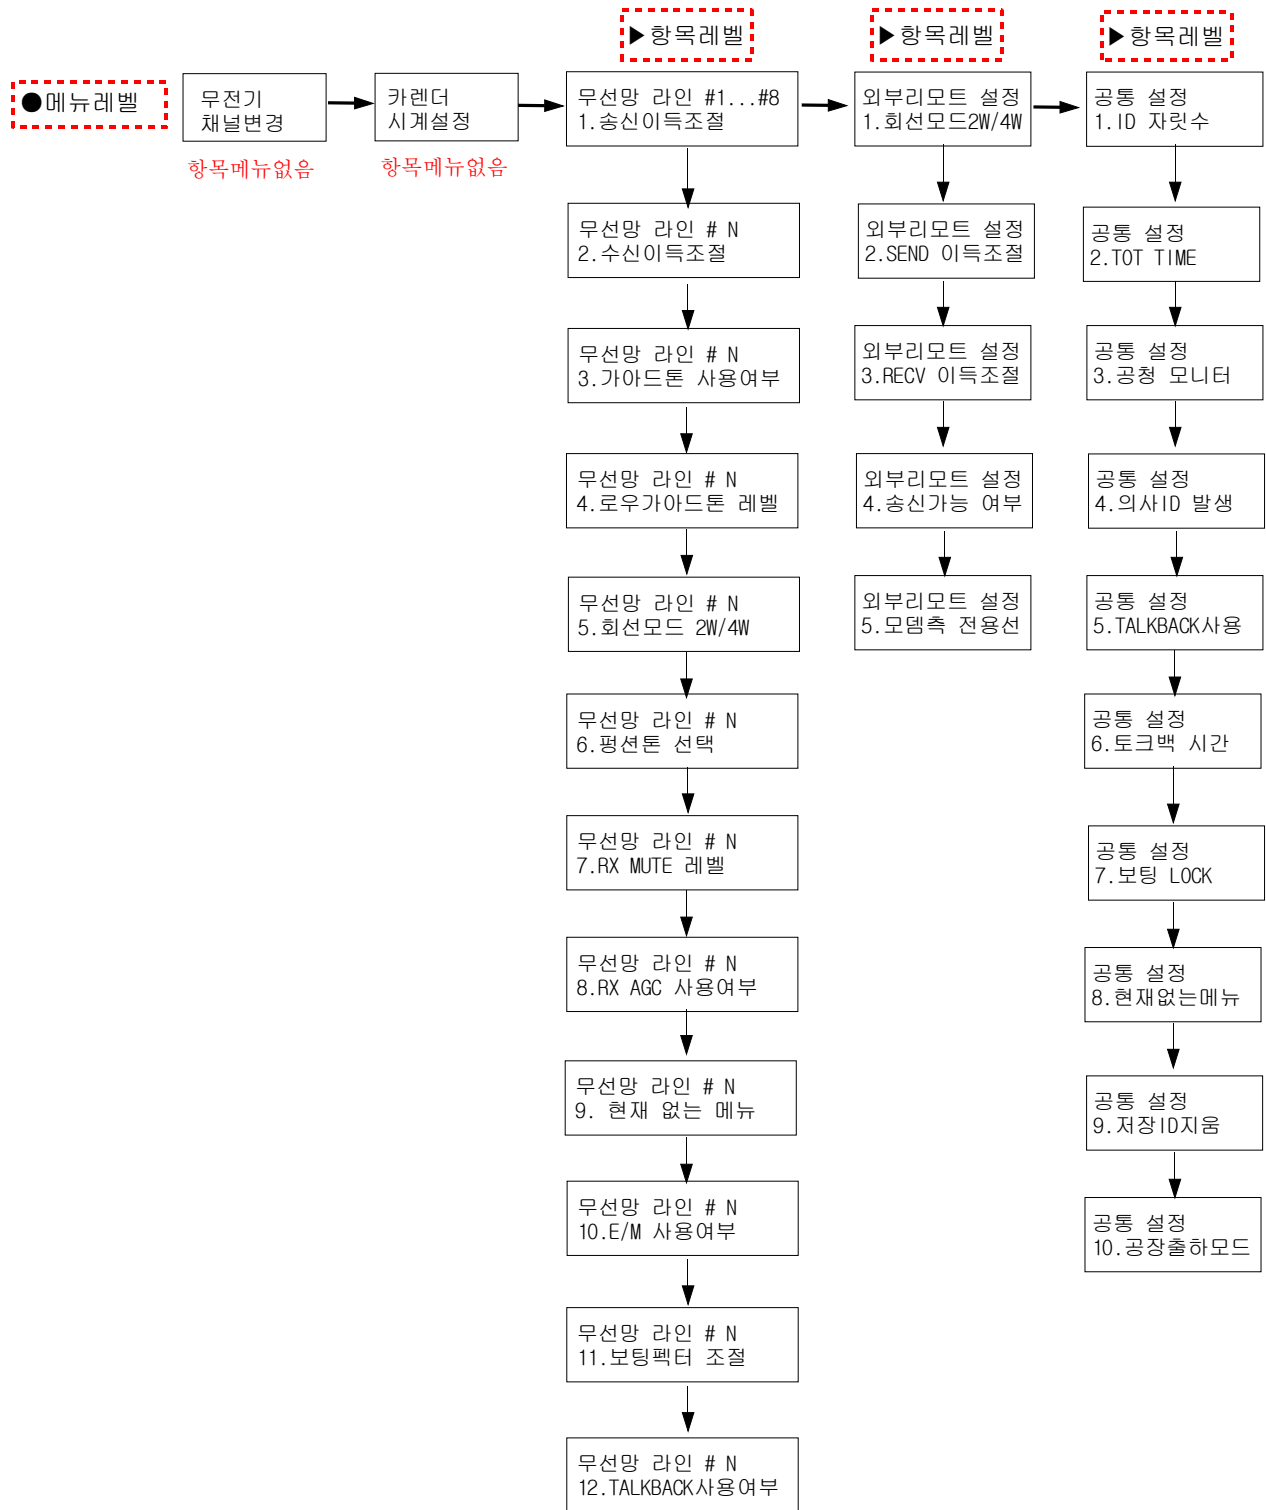 ▶항목레벨
▶항목레벨
▶항목레벨
●메뉴레벨
무전기
채널변경
항목메뉴없음
카렌더
시계설정
항목메뉴없음
무선망 라인 #1...#8
1.송신이득조절
무선망 라인 # N
2.수신이득조절
무선망 라인 # N
3.가아드톤 사용여부
무선망 라인 # N
4.로우가아드톤 레벨
무선망 라인 # N
5.회선모드 2W/4W
무선망 라인 # N
6.펑션톤 선택
무선망 라인 # N
7.RX MUTE 레벨
무선망 라인 # N
8.RX AGC 사용여부
무선망 라인 # N
9. 현재 없는 메뉴
무선망 라인 # N
10.E/M 사용여부
무선망 라인 # N
11.보팅펙터 조절
무선망 라인 # N
12.TALKBACK사용여부
외부리모트 설정
1.회선모드2W/4W
외부리모트 설정
2.SEND 이득조절
외부리모트 설정
3.RECV 이득조절
외부리모트 설정
4.송신가능 여부
외부리모트 설정
5.모뎀측 전용선
공통 설정
1.ID 자릿수
공통 설정
2.TOT TIME
공통 설정
3.공청 모니터
공통 설정
4.의사ID 발생
공통 설정
5.TALKBACK사용
공통 설정
6.토크백 시간
공통 설정
7.보팅 LOCK
공통 설정
8.현재없는메뉴
공통 설정
9.저장ID지움
공통 설정
10.공장출하모드